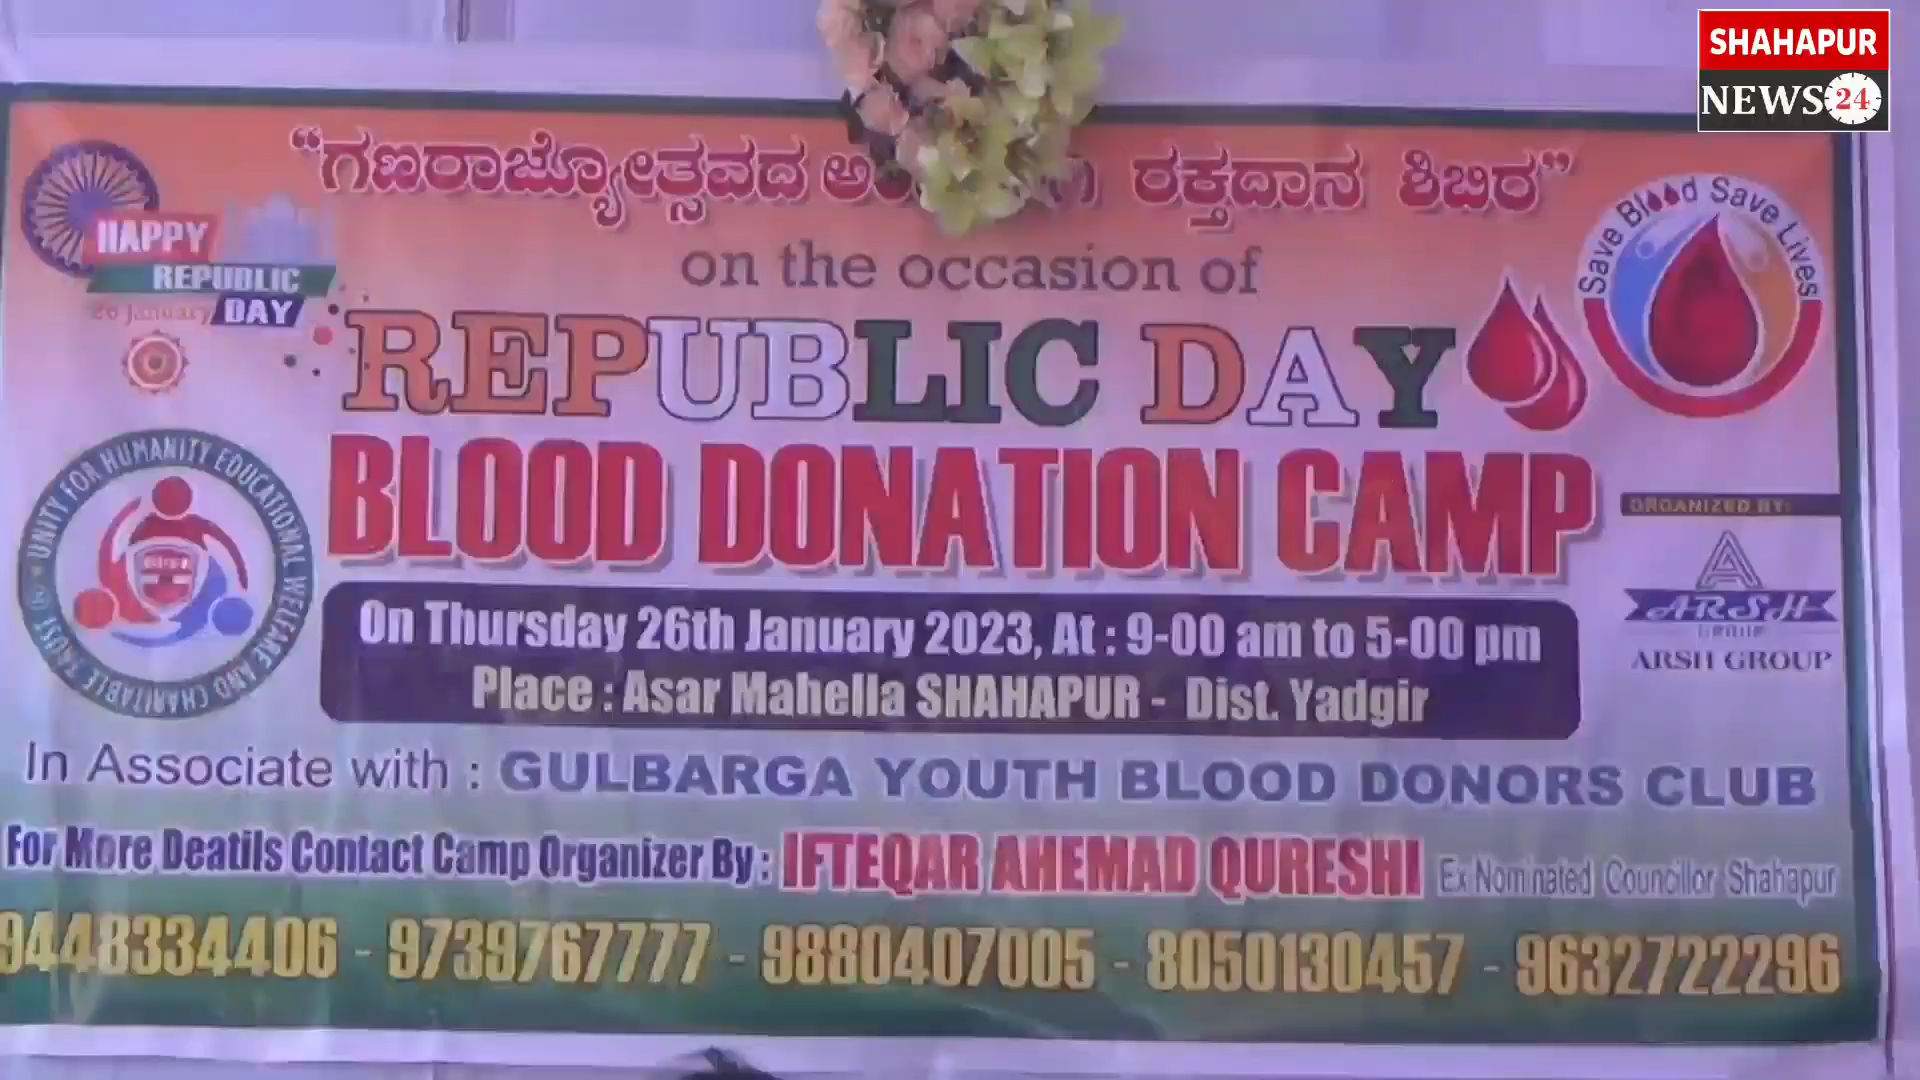 SHAHAPUR
NEWS 24
“ಗಣರಾಜ್ಯೋತ್ಸವದ ರಕ್ತದಾನ ಶಿಬಿರ”
HAPPY
REPUBLIC
26 January DAY
Save Blood Save Lives
on the occasion of
REPUBLIC DAY
BLOOD DONATION CAMP
UNITY FOR HUMANITY EDUCATIONAL WELFARE AND CHARITABLE TRUST
ORGANIZED BY:
ARSH
GROUP
ARSH GROUP
On Thursday 26th January 2023, At : 9-00 am to 5-00 pm
Place : Asar Mahella SHAHAPUR - Dist. Yadgir
In Associate with : GULBARGA YOUTH BLOOD DONORS CLUB
For More Deatils Contact Camp Organizer By : IFTEQAR AHEMAD QURESHI Ex Nominated Councillor Shahapur
9448334406 - 9739767777 - 9880407005 - 8050130457 - 9632722296